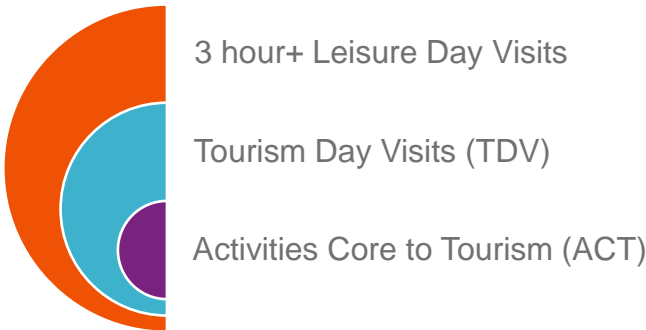 3 hour+ Leisure Day Visits
Tourism Day Visits (TDV)
Activities Core to Tourism (ACT)